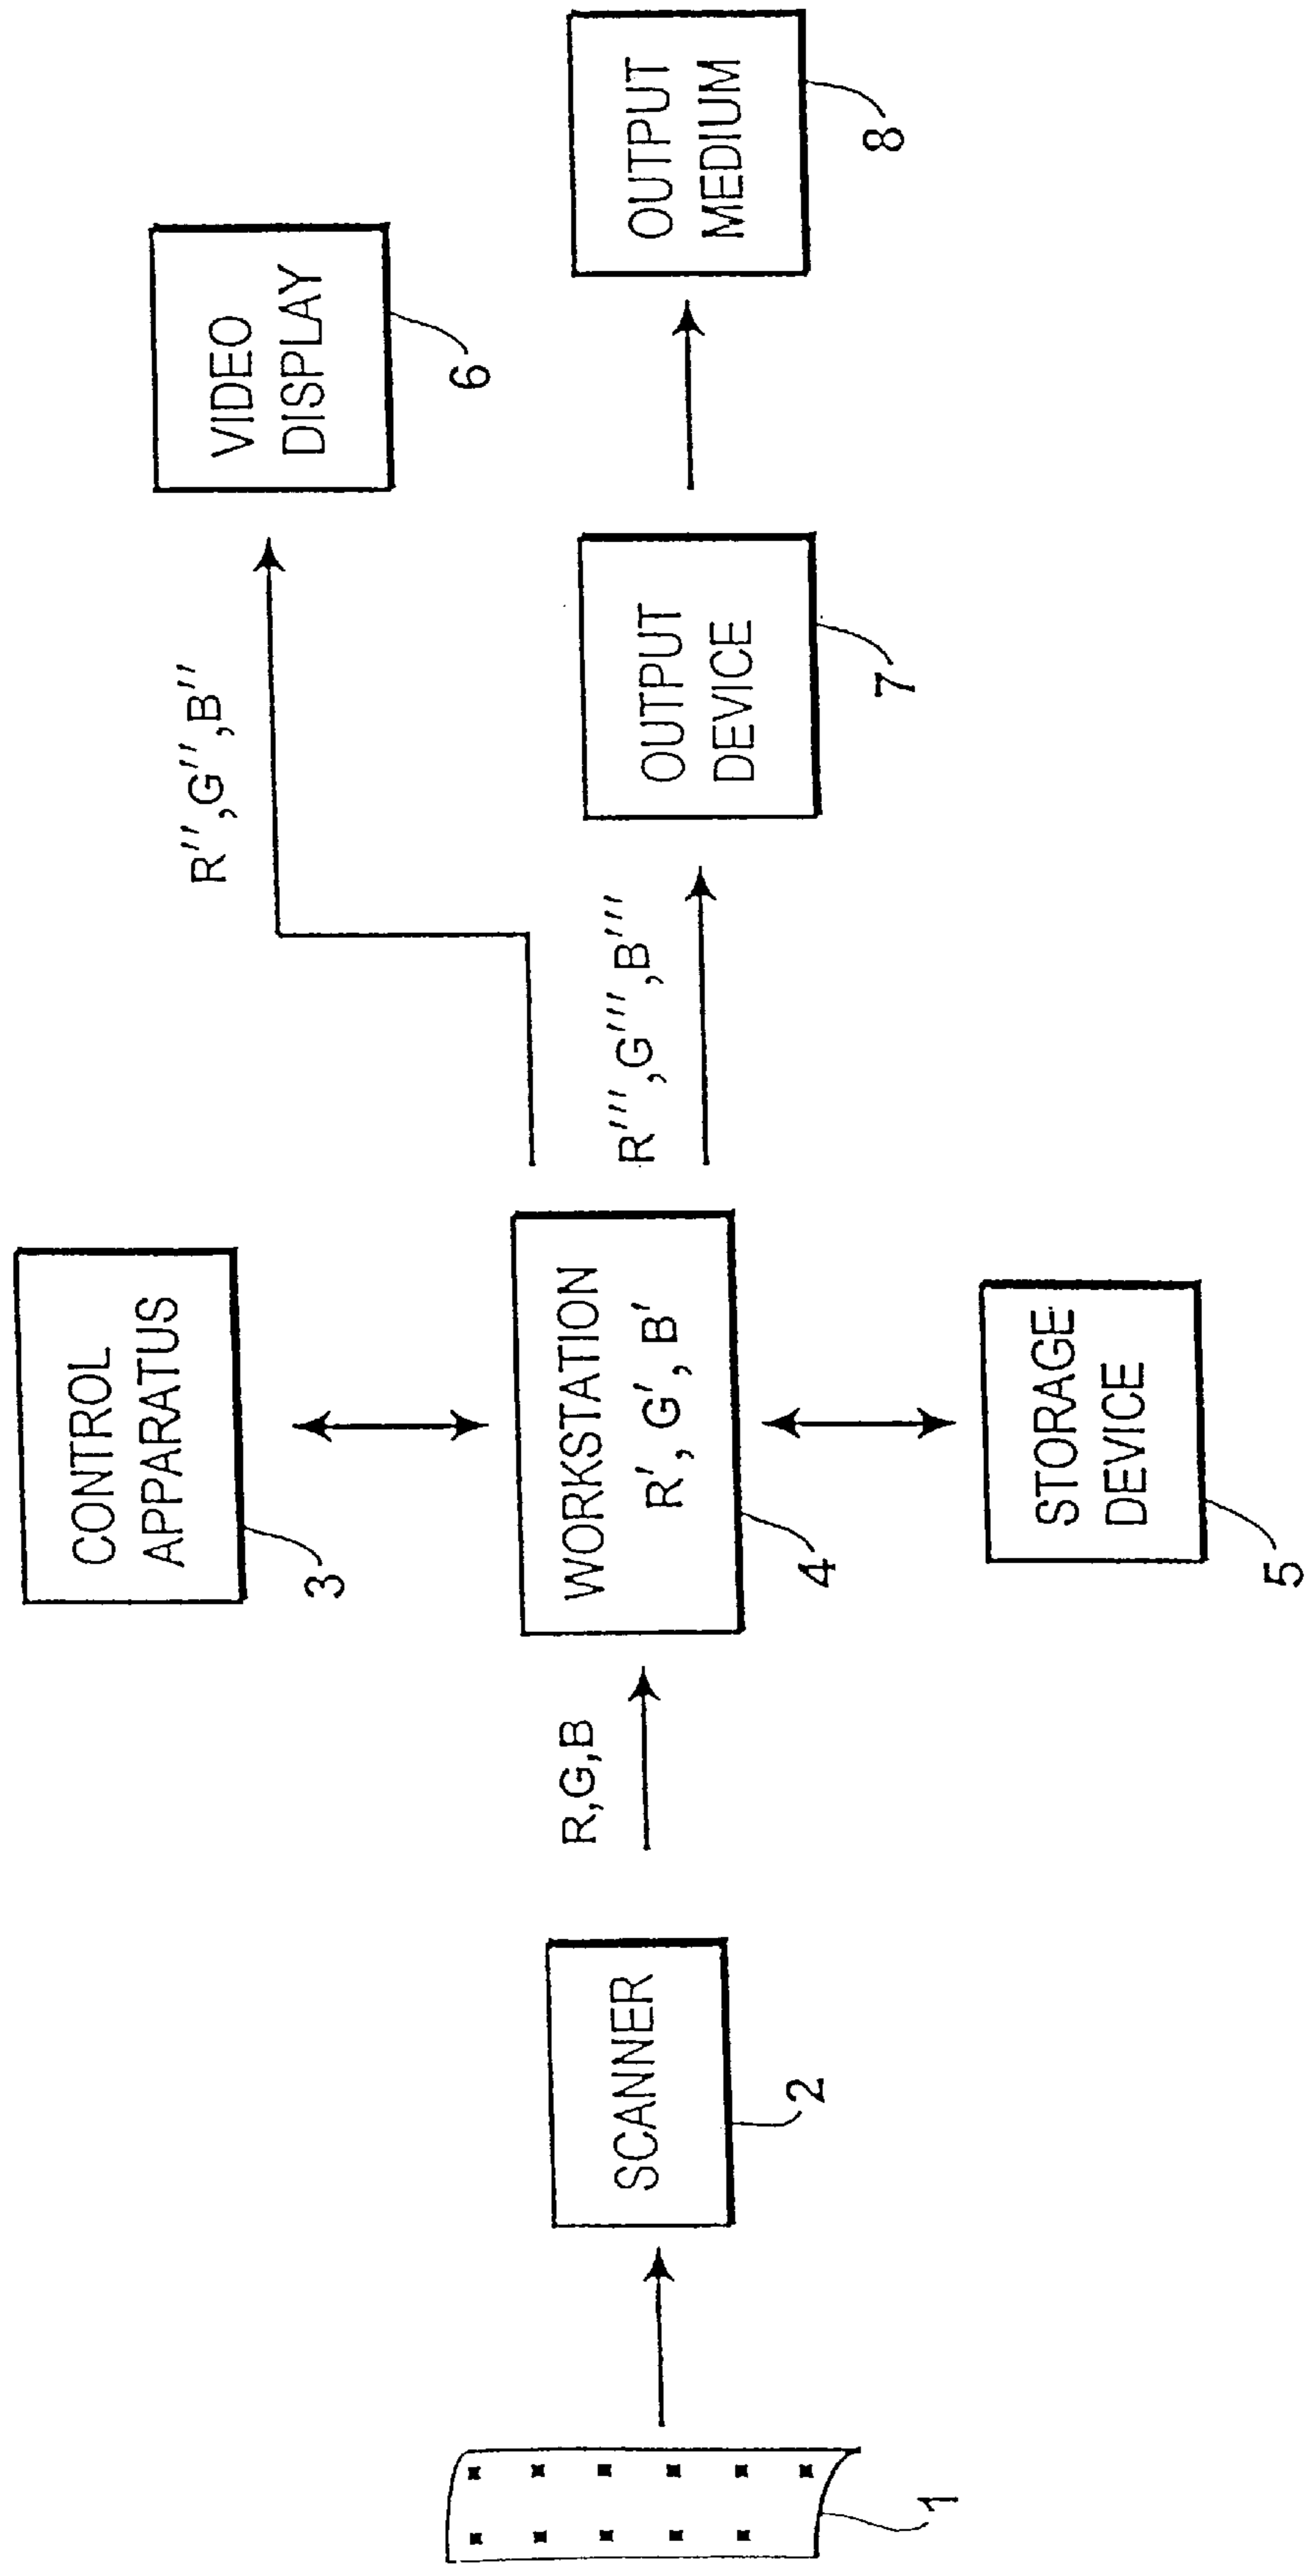 CONTROL
APPARATUS
3
VIDEO
DISPLAY
6
R'',G'',B''
1
SCANNER
2
R,G,B
WORKSTATION
R', G', B'
4
R''',G''',B'''
OUTPUT
DEVICE
7
OUTPUT
MEDIUM
8
STORAGE
DEVICE
5